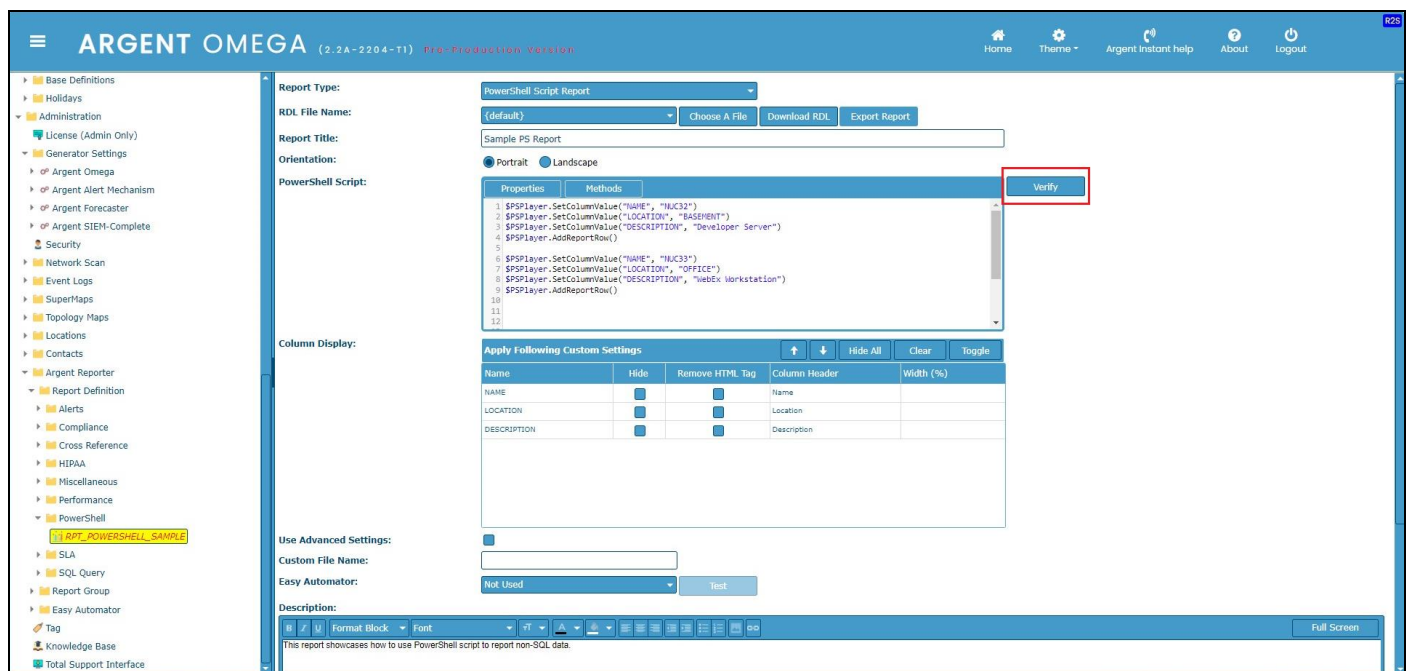 R2S
ARGENT OMEGA (2.2A-2204-T1) Pre-Production Version
Home
Theme
Argent Instant help
About
Logout
Base Definitions
Holidays
Administration
License (Admin Only)
Generator Settings
Argent Omega
Argent Alert Mechanism
Argent Forecaster
Argent SIEM-Complete
Security
Network Scan
Event Logs
SuperMaps
Topology Maps
Locations
Contacts
Argent Reporter
Report Definition
Alerts
Compliance
Cross Reference
HIPAA
Miscellaneous
Performance
PowerShell
RPT_POWERSHELL_SAMPLE
SLA
SQL Query
Report Group
Easy Automator
Tag
Knowledge Base
Total Support Interface
Report Type:
PowerShell Script Report
RDL File Name:
{default}
Choose A File
Download RDL
Export Report
Report Title:
Sample PS Report
Orientation:
Portrait
Landscape
PowerShell Script:
Properties
Methods
Verify
1 $PSPlayer.SetColumnValue("NAME", "NUC32")
2 $PSPlayer.SetColumnValue("LOCATION", "BASEMENT")
3 $PSPlayer.SetColumnValue("DESCRIPTION", "Developer Server")
4 $PSPlayer.AddReportRow()
5
6 $PSPlayer.SetColumnValue("NAME", "NUC33")
7 $PSPlayer.SetColumnValue("LOCATION", "OFFICE")
8 $PSPlayer.SetColumnValue("DESCRIPTION", "WebEx Workstation")
9 $PSPlayer.AddReportRow()
10
11
12
Column Display:
Apply Following Custom Settings
Hide All
Clear
Toggle
Name Hide Remove HTML Tag Column Header Width (%)
NAME Name
LOCATION Location
DESCRIPTION Description
Use Advanced Settings:
Custom File Name:
Easy Automator:
Not Used
Test
Description:
B I U Format Block Font
Full Screen
This report showcases how to use PowerShell script to report non-SQL data.